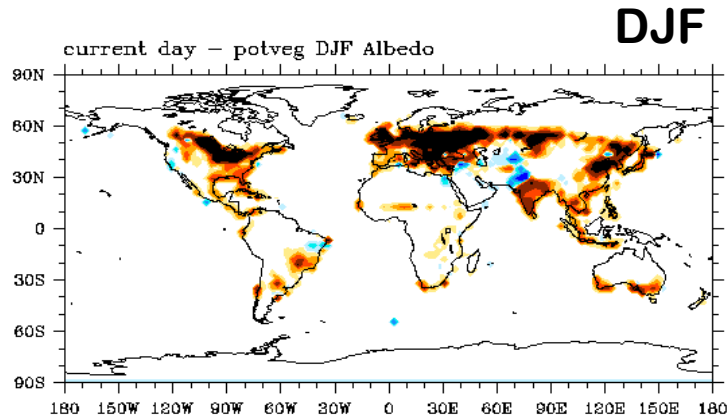 DJF
current day – potveg DJF Albedo
90N
60N
30N
0
30S
60S
90S
180 150W 120W 90W 60W 30W 0 30E 60E 90E 120E 150E 180